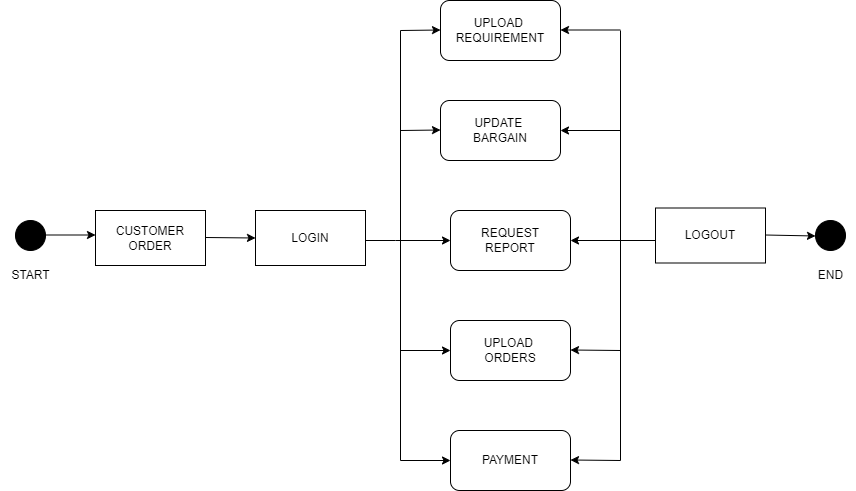 START
CUSTOMER
ORDER
LOGIN
UPLOAD
REQUIREMENT
UPDATE
BARGAIN
REQUEST
REPORT
UPLOAD
ORDERS
PAYMENT
LOGOUT
END